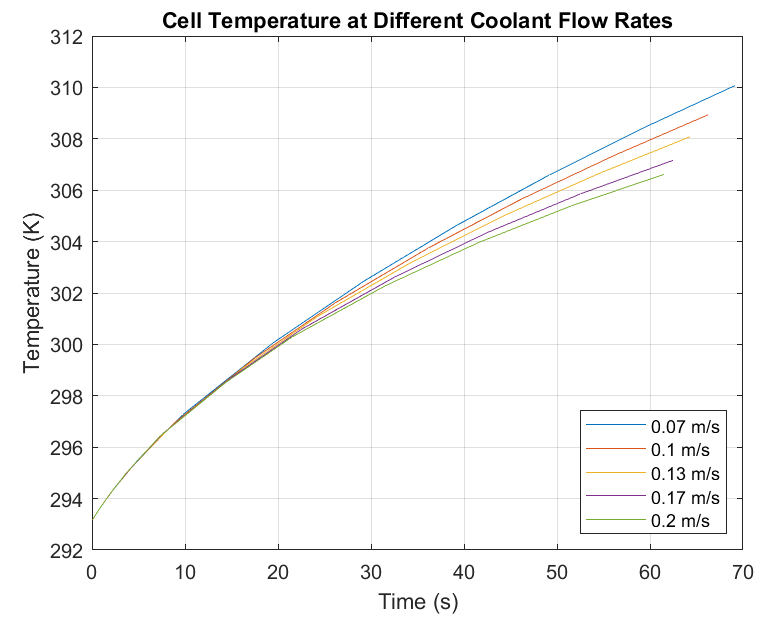 Cell Temperature at Different Coolant Flow Rates
312
310
308
306
304
302
300
298
296
294
292
Temperature (K)
0 10 20 30 40 50 60 70
Time (s)
0.07 m/s
0.1 m/s
0.13 m/s
0.17 m/s
0.2 m/s